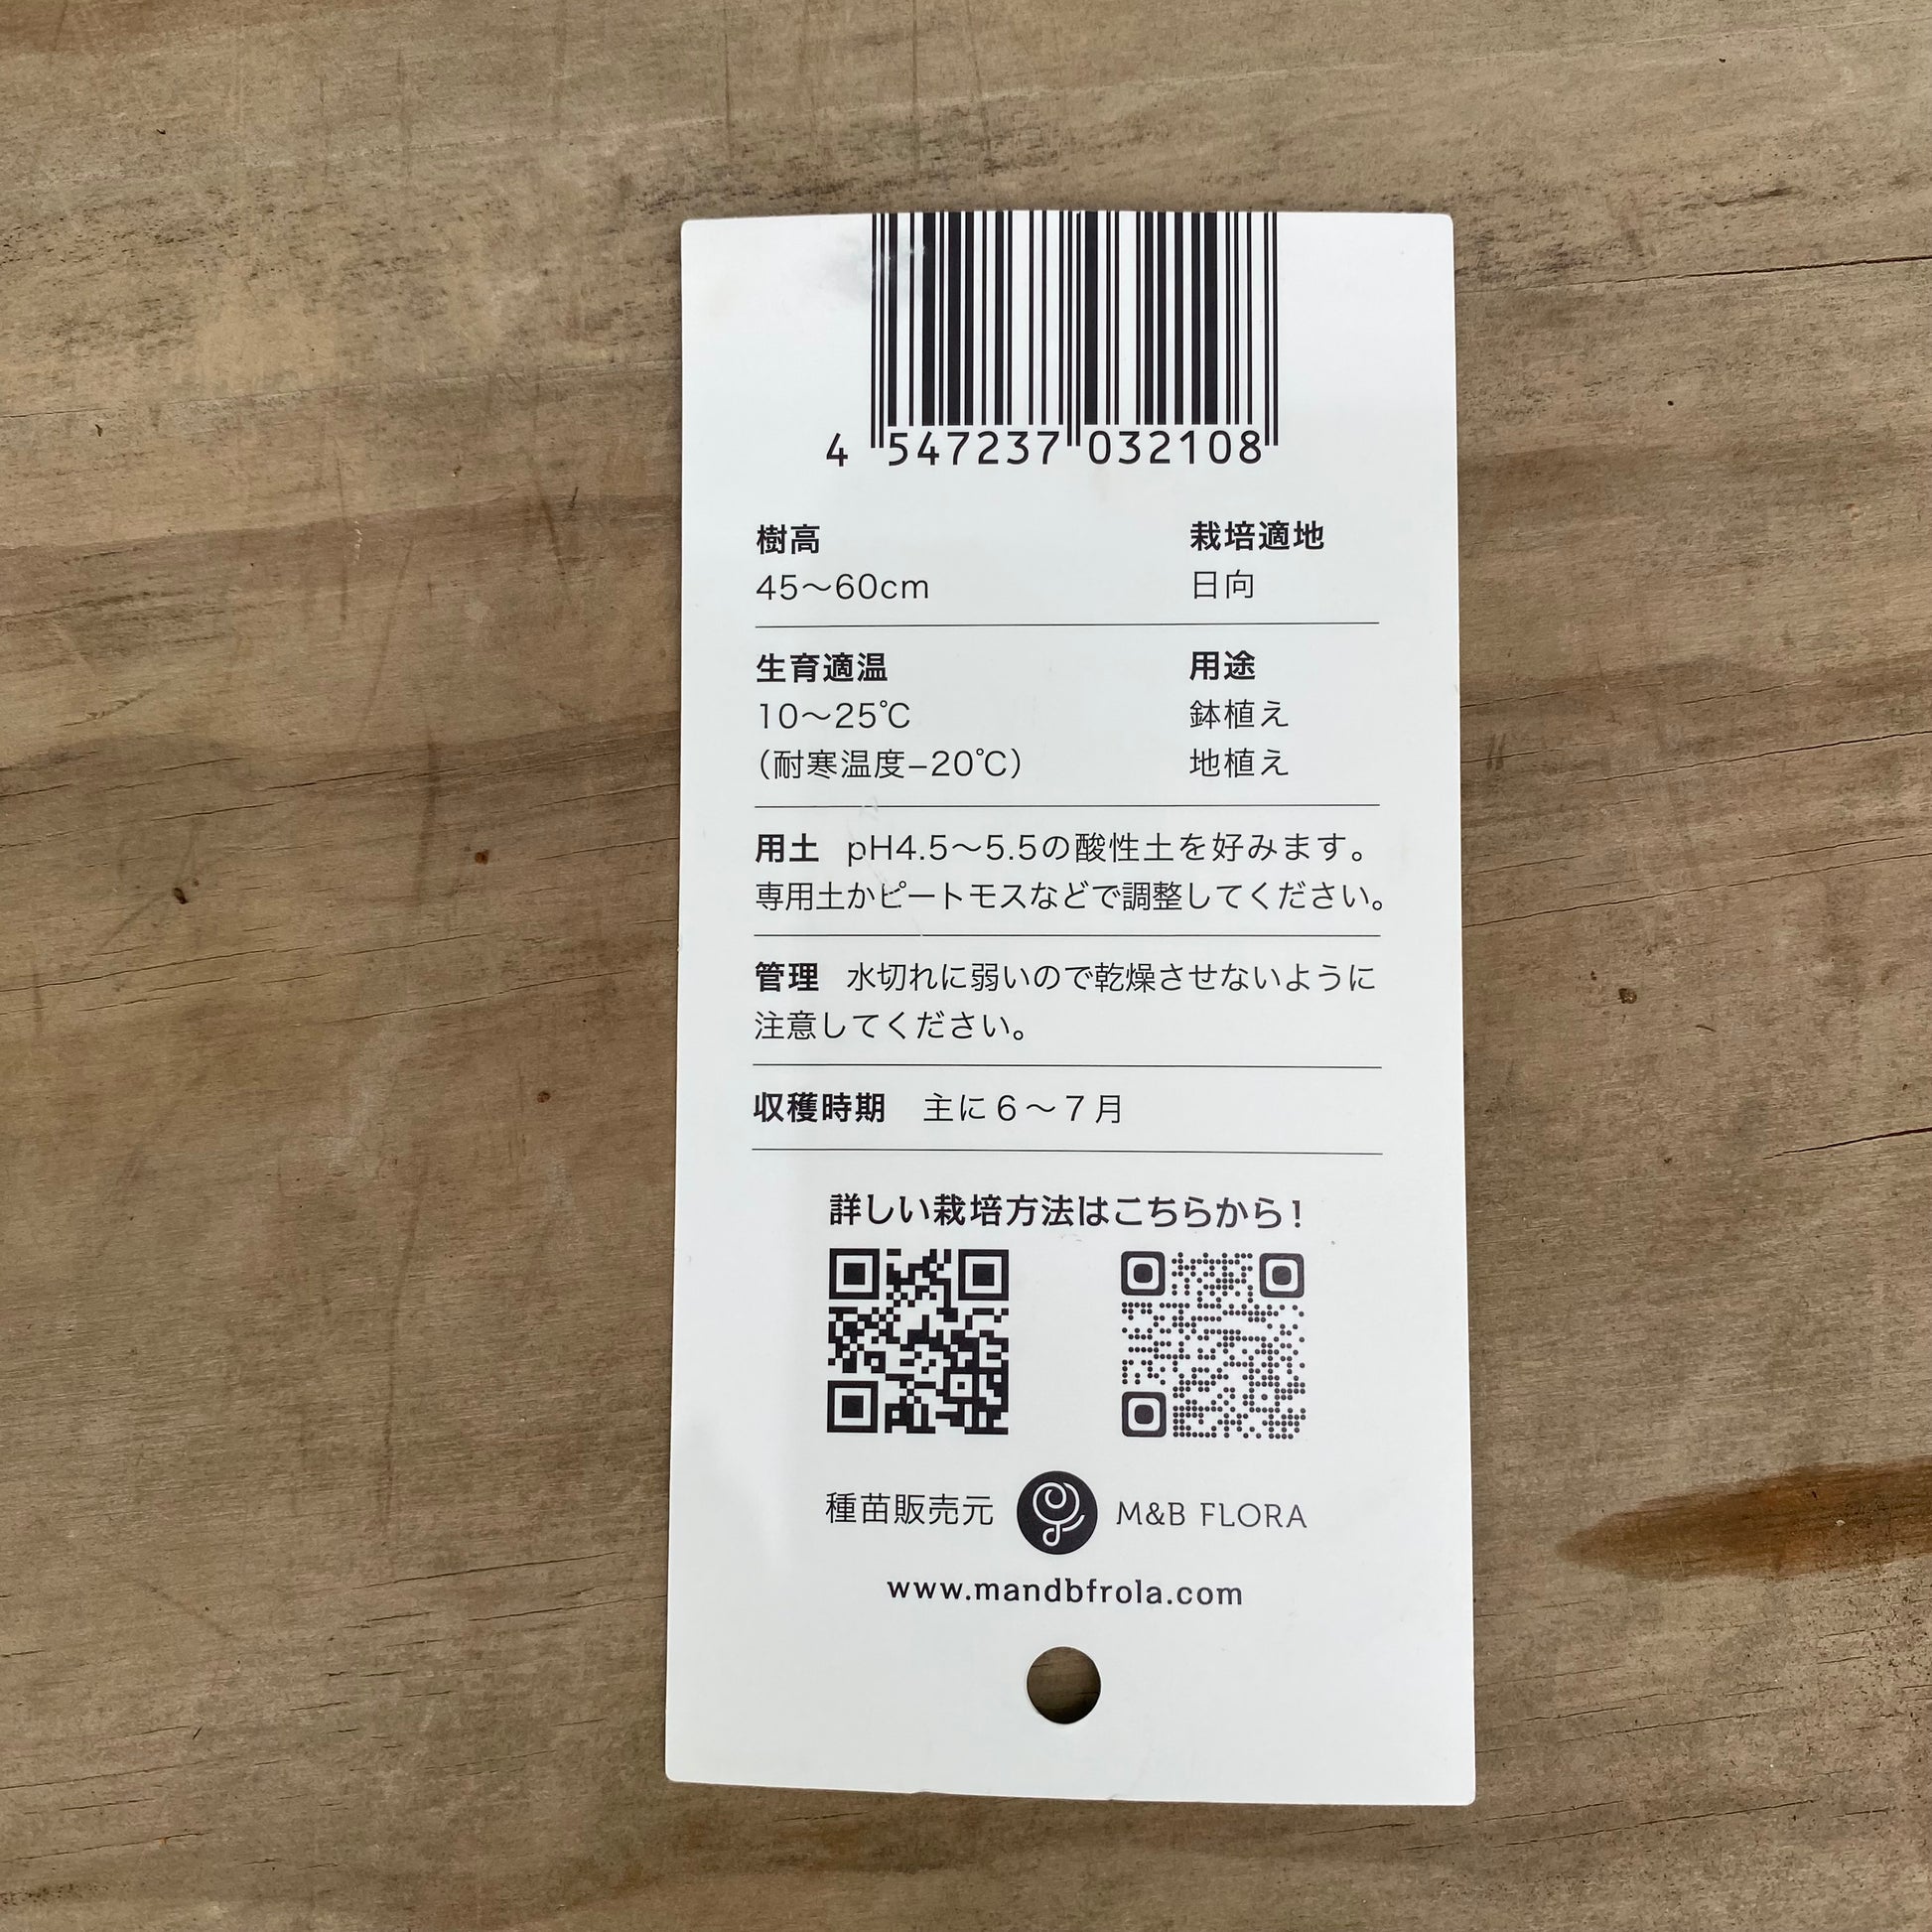 4 547237 032108
樹高 栽培適地
45〜60cm 日向
生育適温 用途
10〜25℃ 鉢植え
（耐寒温度−20℃） 地植え
用土 pH4.5〜5.5の酸性土を好みます。
専用土かピートモスなどで調整してください。
管理 水切れに弱いので乾燥させないように
注意してください。
収穫時期 主に6〜7月
詳しい栽培方法はこちらから！
種苗販売元 M&B FLORA
www.mandbfrola.com